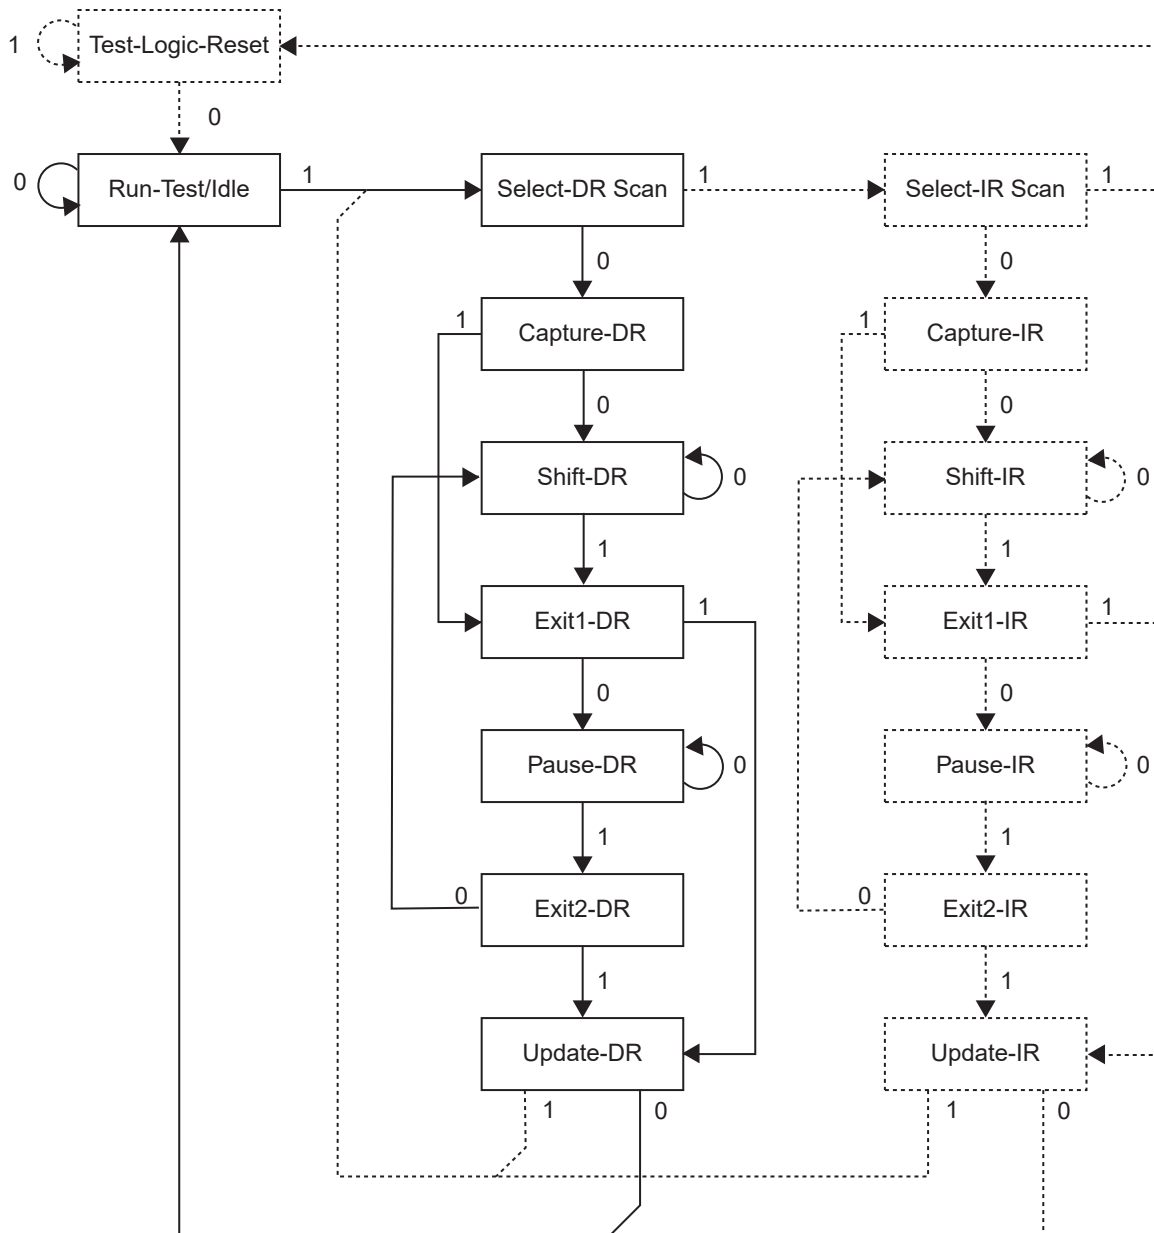 1 Test-Logic-Reset
0
0 Run-Test/Idle 1 Select-DR Scan 1 Select-IR Scan 1
0 0
1 Capture-DR 1 Capture-IR
0 0
Shift-DR 0 Shift-IR 0
1 1
Exit1-DR 1 Exit1-IR 1
0 0
Pause-DR 0 Pause-IR 0
1 1
0 Exit2-DR 0 Exit2-IR
1 1
Update-DR Update-IR
1 0 1 0